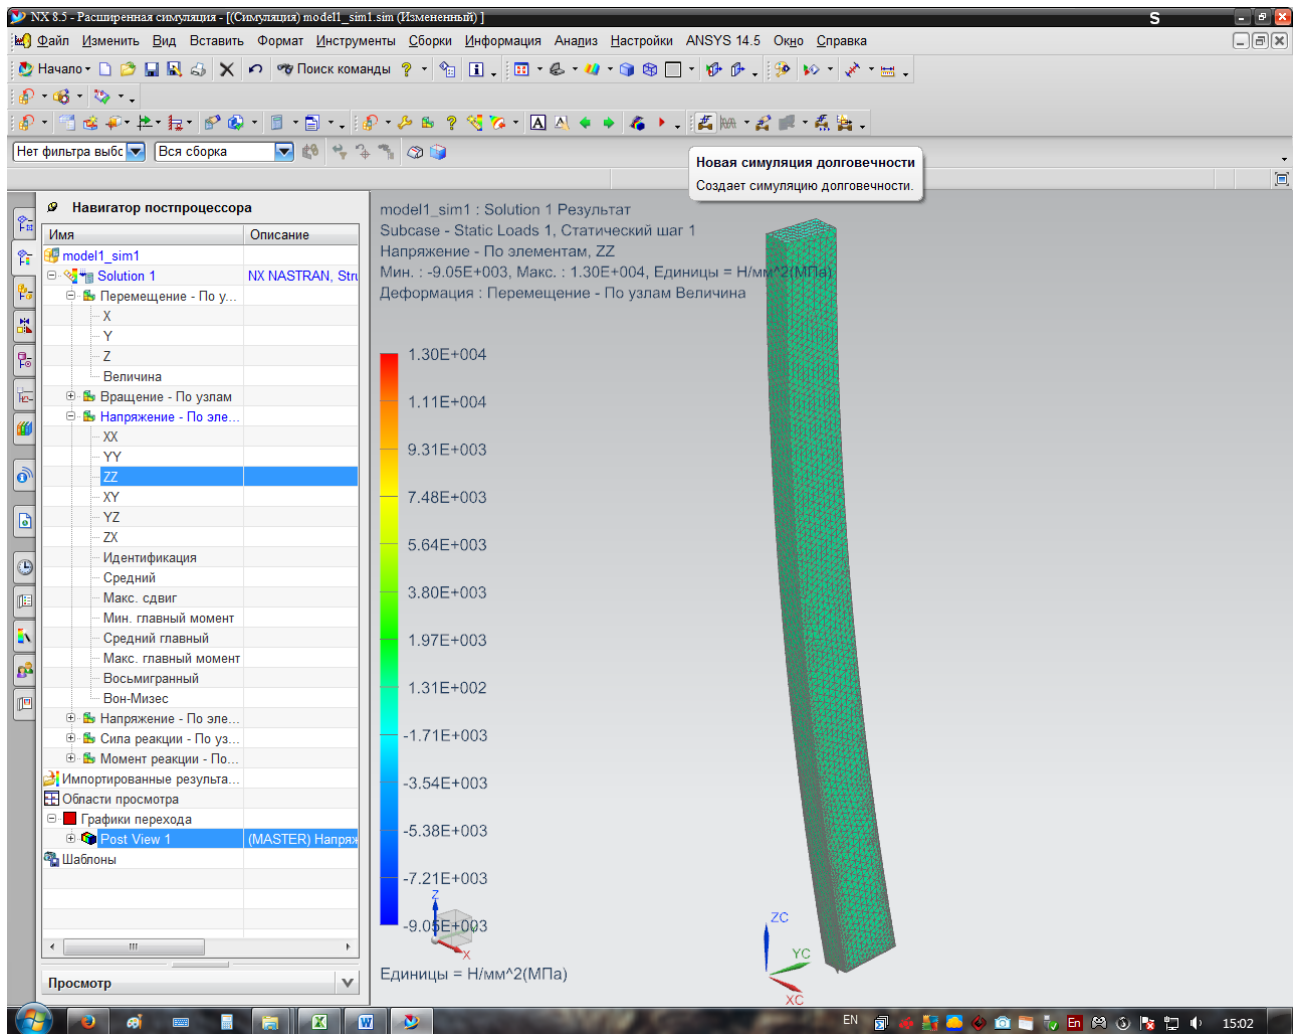 NX 8.5 - Расширенная симуляция - [(Симуляция) model1_sim1.sim (Измененный) ]
S
Файл Изменить Вид Вставить Формат Инструменты Сборки Информация Анализ Настройки ANSYS 14.5 Окно Справка
Начало Поиск команды
Нет фильтра выбс Вся сборка
Новая симуляция долговечности
Создает симуляцию долговечности.
Навигатор постпроцессора
Имя Описание
model1_sim1
Solution 1 NX NASTRAN, Stru
Перемещение - По у...
X
Y
Z
Величина
Вращение - По узлам
Напряжение - По эле...
XX
YY
ZZ
XY
YZ
ZX
Идентификация
Средний
Макс. сдвиг
Мин. главный момент
Средний главный
Макс. главный момент
Восьмигранный
Вон-Мизес
Напряжение - По эле...
Сила реакции - По уз...
Момент реакции - По...
Импортированные результа...
Области просмотра
Графики перехода
Post View 1 (MASTER) Напряж
Шаблоны
Просмотр
model1_sim1 : Solution 1 Результат
Subcase - Static Loads 1, Статический шаг 1
Напряжение - По элементам, ZZ
Мин. : -9.05E+003, Макс. : 1.30E+004, Единицы = Н/мм^2(МПа)
Деформация : Перемещение - По узлам Величина
1.30E+004
1.11E+004
9.31E+003
7.48E+003
5.64E+003
3.80E+003
1.97E+003
1.31E+002
-1.71E+003
-3.54E+003
-5.38E+003
-7.21E+003
-9.05E+003
Z
X
Единицы = Н/мм^2(МПа)
ZC
YC
XC
EN
En
15:02